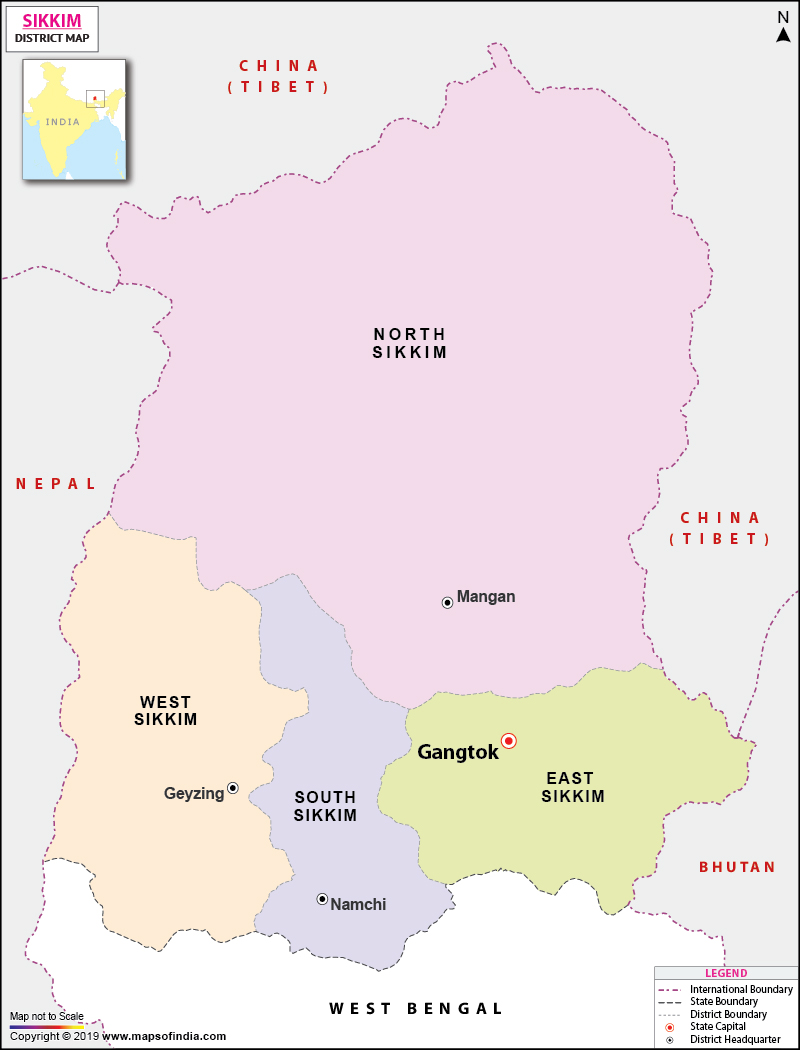 SIKKIM
DISTRICT MAP
N
INDIA
CHINA
(TIBET)
NORTH
SIKKIM
NEPAL
CHINA
(TIBET)
Mangan
WEST
SIKKIM
Gangtok
EAST
SIKKIM
Geyzing
SOUTH
SIKKIM
BHUTAN
Namchi
WEST BENGAL
LEGEND
International Boundary
State Boundary
District Boundary
State Capital
District Headquarter
Map not to Scale
Copyright © 2019 www.mapsofindia.com